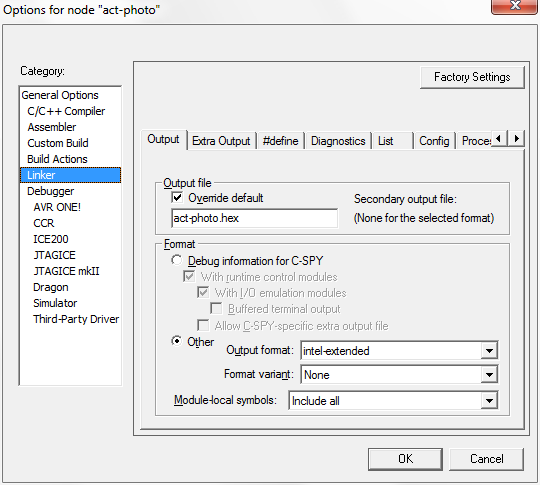 Options for node "act-photo"
Category:
Factory Settings
General Options
C/C++ Compiler
Assembler
Custom Build
Build Actions
Linker
Debugger
AVR ONE!
CCR
ICE200
JTAGICE
JTAGICE mkII
Dragon
Simulator
Third-Party Driver
Output Extra Output #define Diagnostics List Config Proces
Output file
Override default
Secondary output file:
act-photo.hex
(None for the selected format)
Format
Debug information for C-SPY
With runtime control modules
With I/O emulation modules
Buffered terminal output
Allow C-SPY-specific extra output file
Other
Output format: intel-extended
Format variant: None
Module-local symbols: Include all
OK Cancel